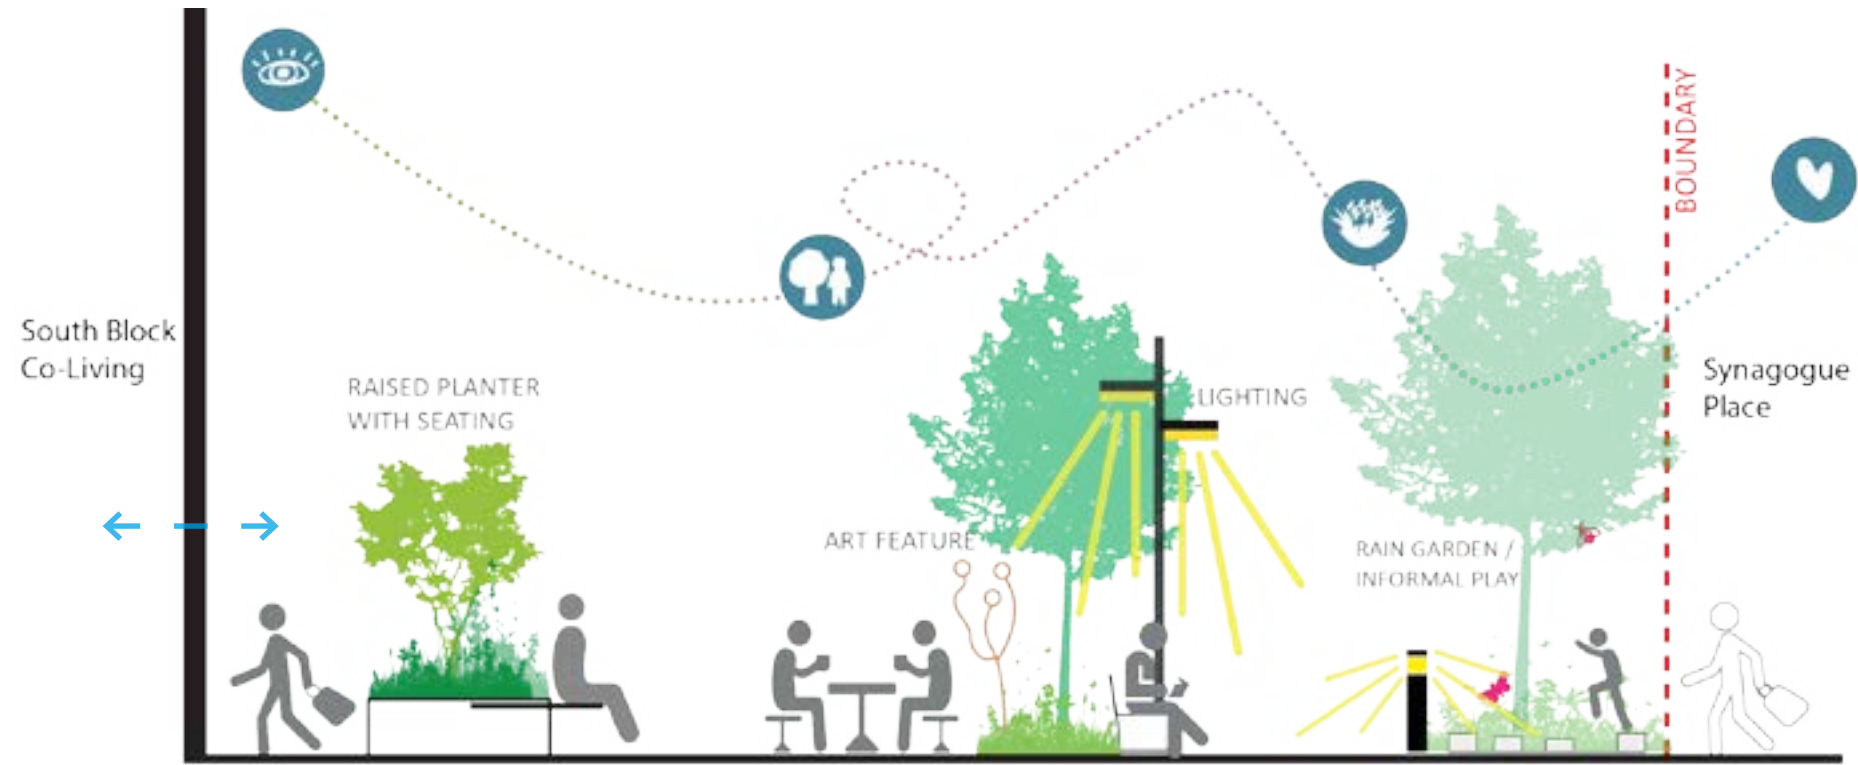 South Block
Co-Living
RAISED PLANTER
WITH SEATING
ART FEATURE
LIGHTING
RAIN GARDEN /
INFORMAL PLAY
BOUNDARY
Synagogue
Place